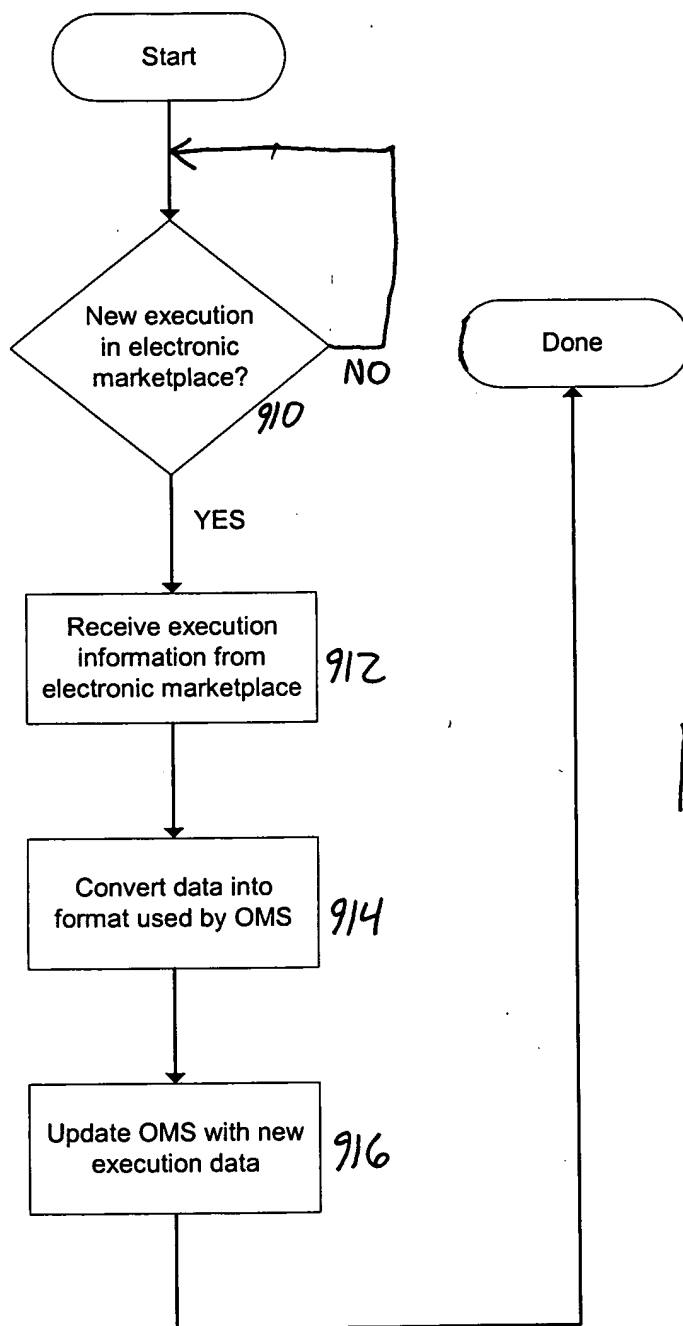 Start
New execution
in electronic
marketplace?
910
NO
YES
Receive execution
information from
electronic marketplace
912
Convert data into
format used by OMS
914
Update OMS with new
execution data
916
Done